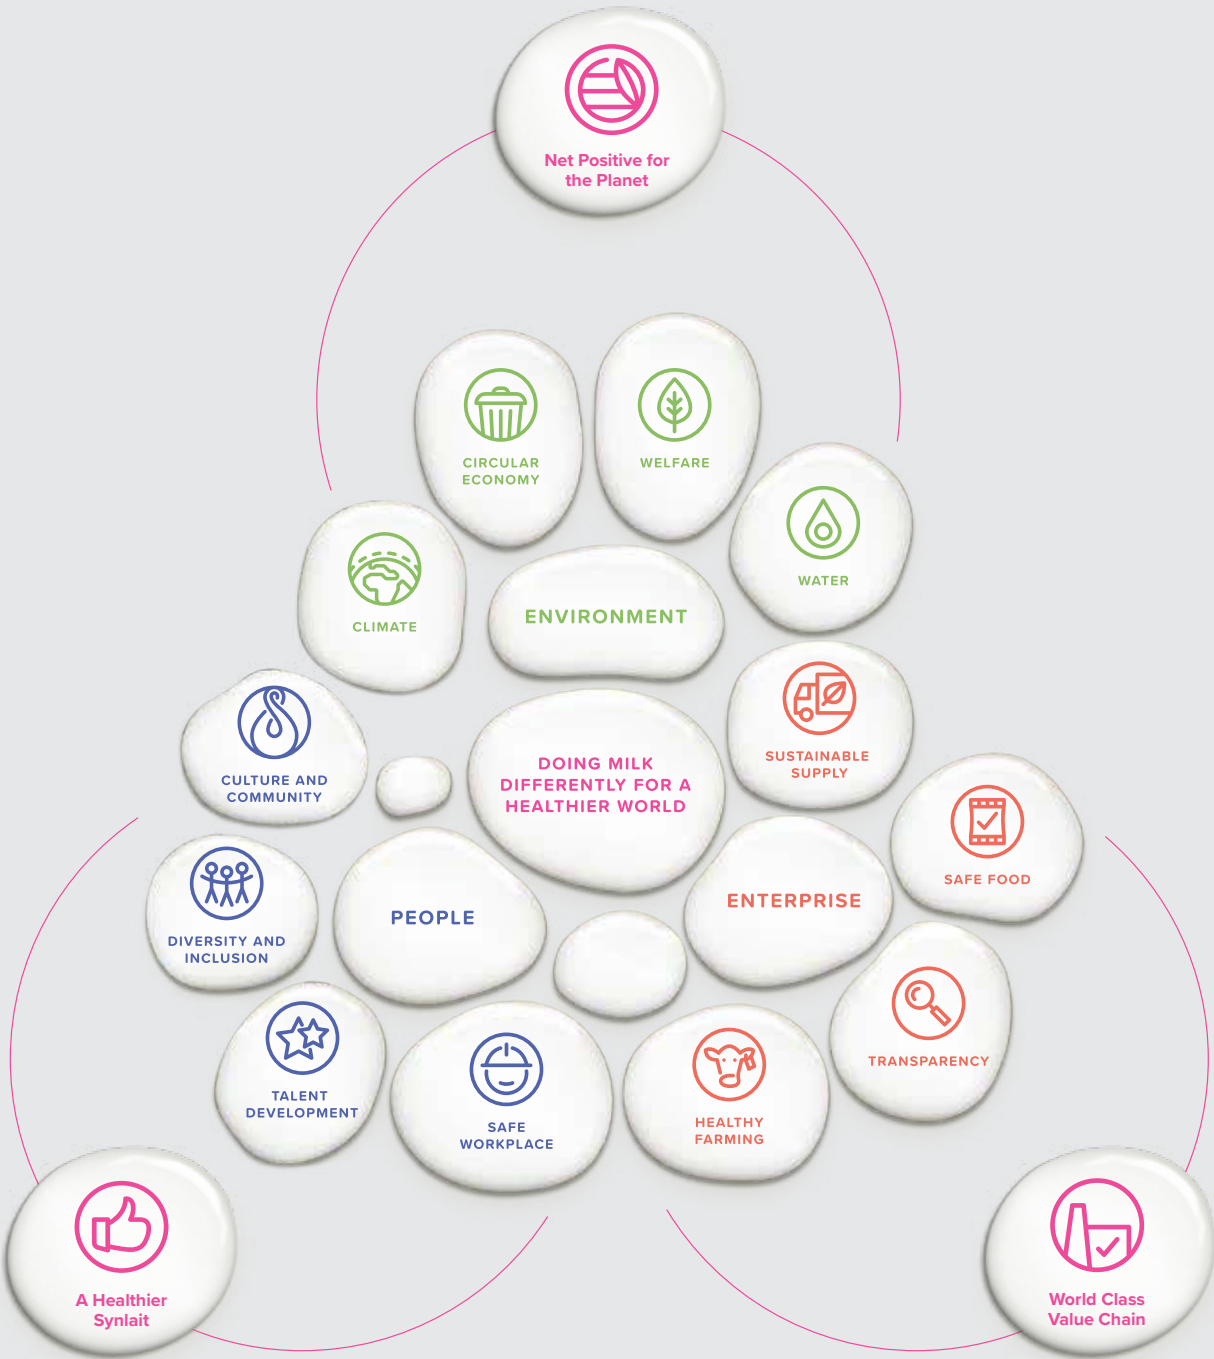 Net Positive for
the Planet
CIRCULAR
ECONOMY
WELFARE
WATER
CLIMATE
ENVIRONMENT
CULTURE AND
COMMUNITY
DOING MILK
DIFFERENTLY FOR A
HEALTHIER WORLD
SUSTAINABLE
SUPPLY
SAFE FOOD
DIVERSITY AND
INCLUSION
PEOPLE
ENTERPRISE
TALENT
DEVELOPMENT
SAFE
WORKPLACE
HEALTHY
FARMING
TRANSPARENCY
A Healthier
Synlait
World Class
Value Chain